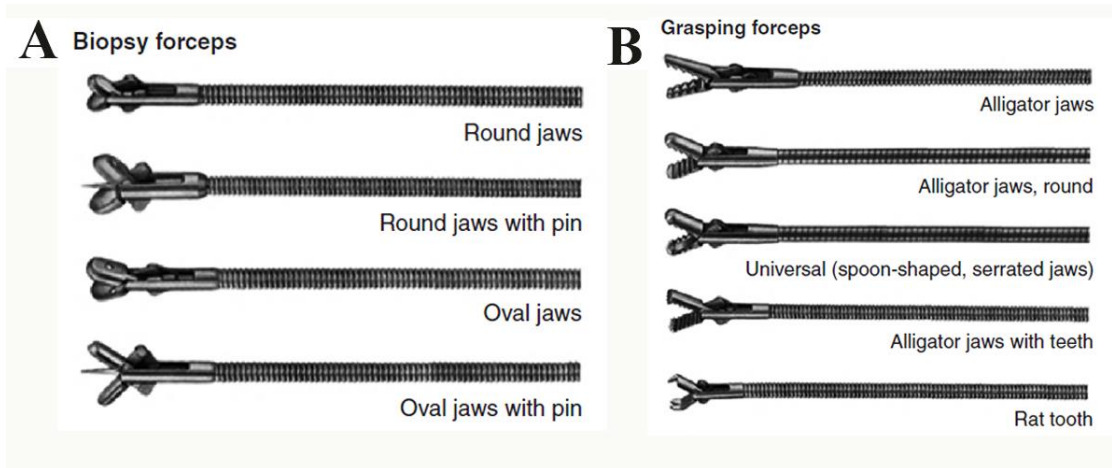 A
Biopsy forceps
Round jaws
Round jaws with pin
Oval jaws
Oval jaws with pin
B
Grasping forceps
Alligator jaws
Alligator jaws, round
Universal (spoon-shaped, serrated jaws)
Alligator jaws with teeth
Rat tooth